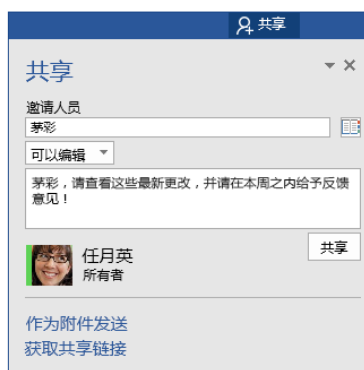 共享
共享
邀请人员
茅彩
可以编辑
茅彩，请查看这些最新更改，并请在本周之内给予反馈
意见！
共享
任月英
所有者
作为附件发送
获取共享链接